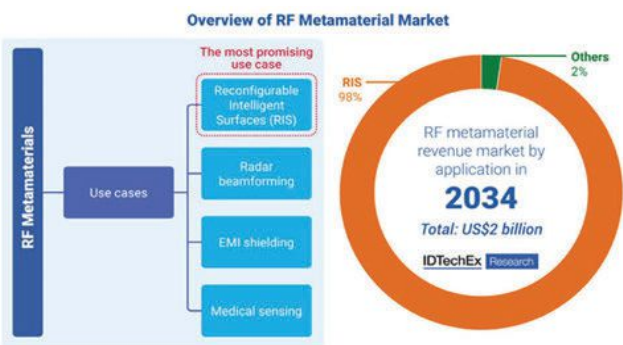 Overview of RF Metamaterial Market
The most promising
use case
RF Metamaterials
Use cases
Reconfigurable
Intelligent
Surfaces (RIS)
Radar
beamforming
EMI shielding
Medical sensing
Others
2%
RIS
98%
RF metamaterial
revenue market by
application in
2034
Total: US$2 billion
IDTechEx Research